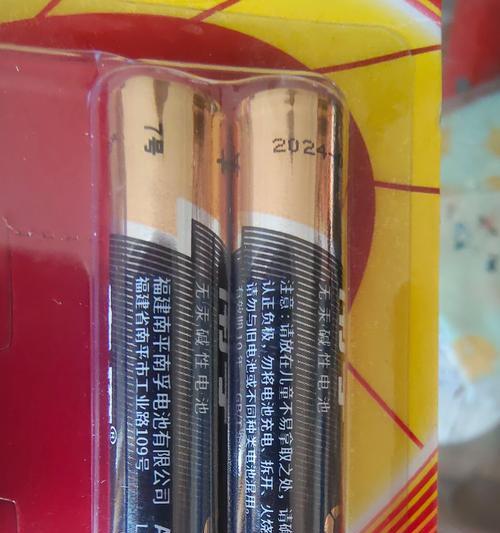 7号
2024
无汞碱性电池
福建南平南孚电池有限公司
福建省南平市工业路109号
无汞碱性电池
注意：请放在儿童不易拿取之处，请确
认正负极，勿将电池充电、拆开、火烧
请勿与旧电池或不同种类电池混用。